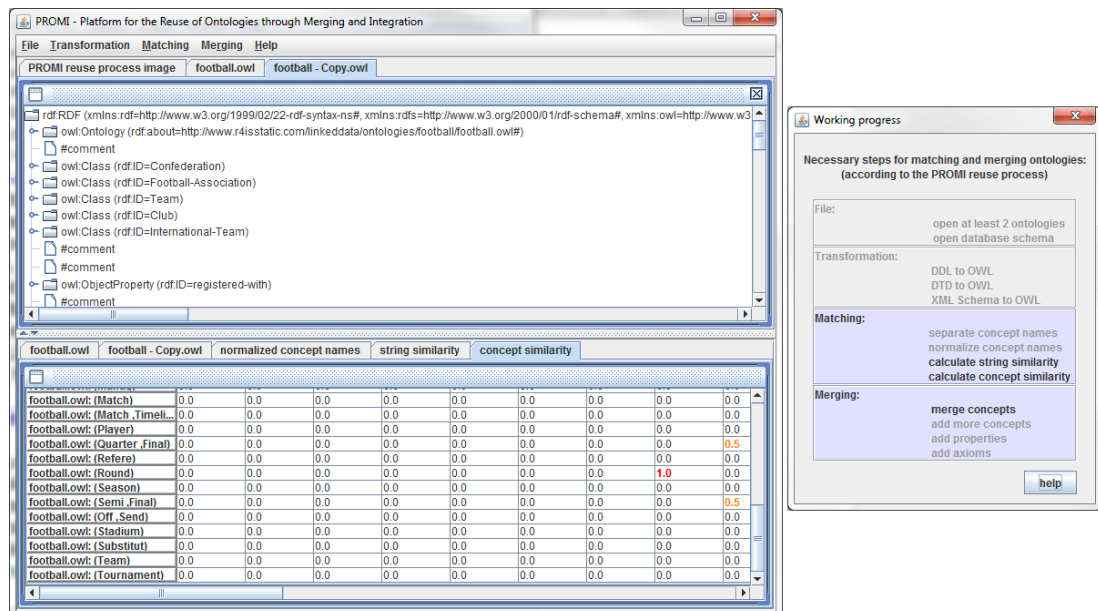 PROMI - Platform for the Reuse of Ontologies through Merging and Integration
File Transformation Matching Merging Help
PROMI reuse process image football.owl football - Copy.owl
rdf:RDF (xmlns:rdf=http://www.w3.org/1999/02/22-rdf-syntax-ns#, xmlns:rdfs=http://www.w3.org/2000/01/rdf-schema#, xmlns:owl=http://www.w3
owl:Ontology (rdf:about=http://www.r4isstatic.com/linkeddata/ontologies/football/football.owl#)
#comment
owl:Class (rdf:ID=Confederation)
owl:Class (rdf:ID=Football-Association)
owl:Class (rdf:ID=Team)
owl:Class (rdf:ID=Club)
owl:Class (rdf:ID=International-Team)
#comment
#comment
owl:ObjectProperty (rdf:ID=registered-with)
#comment
football.owl football - Copy.owl normalized concept names string similarity concept similarity
football.owl: (Match) 0.0 0.0 0.0 0.0 0.0 0.0 0.0 0.0 0.0
football.owl: (Match ,Timeli... 0.0 0.0 0.0 0.0 0.0 0.0 0.0 0.0 0.0
football.owl: (Player) 0.0 0.0 0.0 0.0 0.0 0.0 0.0 0.0 0.0
football.owl: (Quarter ,Final) 0.0 0.0 0.0 0.0 0.0 0.0 0.0 0.0 0.5
football.owl: (Refere) 0.0 0.0 0.0 0.0 0.0 0.0 0.0 0.0 0.0
football.owl: (Round) 0.0 0.0 0.0 0.0 0.0 0.0 0.0 1.0 0.0
football.owl: (Season) 0.0 0.0 0.0 0.0 0.0 0.0 0.0 0.0 0.0
football.owl: (Semi ,Final) 0.0 0.0 0.0 0.0 0.0 0.0 0.0 0.0 0.5
football.owl: (Off ,Send) 0.0 0.0 0.0 0.0 0.0 0.0 0.0 0.0 0.0
football.owl: (Stadium) 0.0 0.0 0.0 0.0 0.0 0.0 0.0 0.0 0.0
football.owl: (Substitut) 0.0 0.0 0.0 0.0 0.0 0.0 0.0 0.0 0.0
football.owl: (Team) 0.0 0.0 0.0 0.0 0.0 0.0 0.0 0.0 0.0
football.owl: (Tournament) 0.0 0.0 0.0 0.0 0.0 0.0 0.0 0.0 0.0
Working progress
Necessary steps for matching and merging ontologies:
(according to the PROMI reuse process)
File:
open at least 2 ontologies
open database schema
Transformation:
DDL to OWL
DTD to OWL
XML Schema to OWL
Matching:
separate concept names
normalize concept names
calculate string similarity
calculate concept similarity
Merging:
merge concepts
add more concepts
add properties
add axioms
help